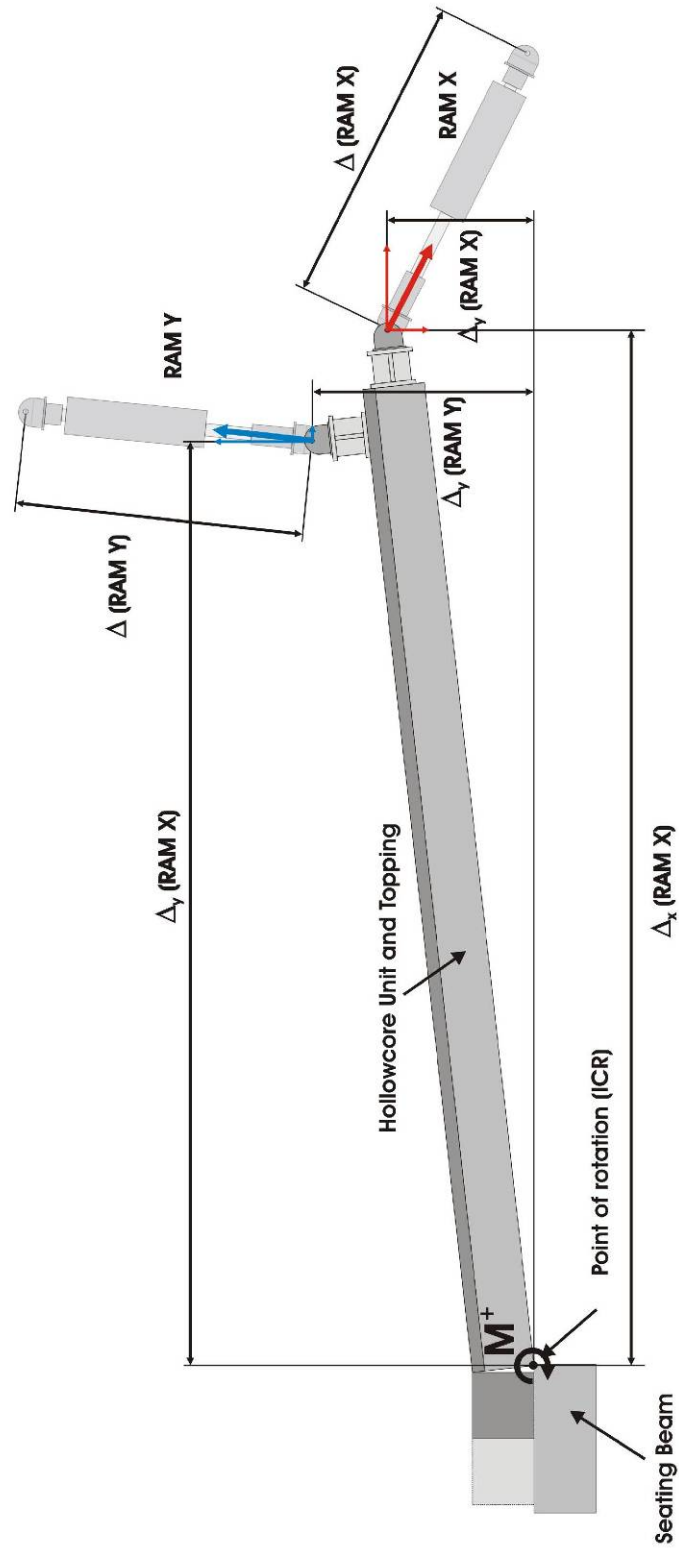 Δ (RAM X)
RAM X
RAM Y
Δy (RAM X)
Δy (RAM Y)
Δ (RAM Y)
Δy (RAM X)
Hollowcore Unit and Topping
Δx (RAM X)
M+
Point of rotation (ICR)
Seating Beam